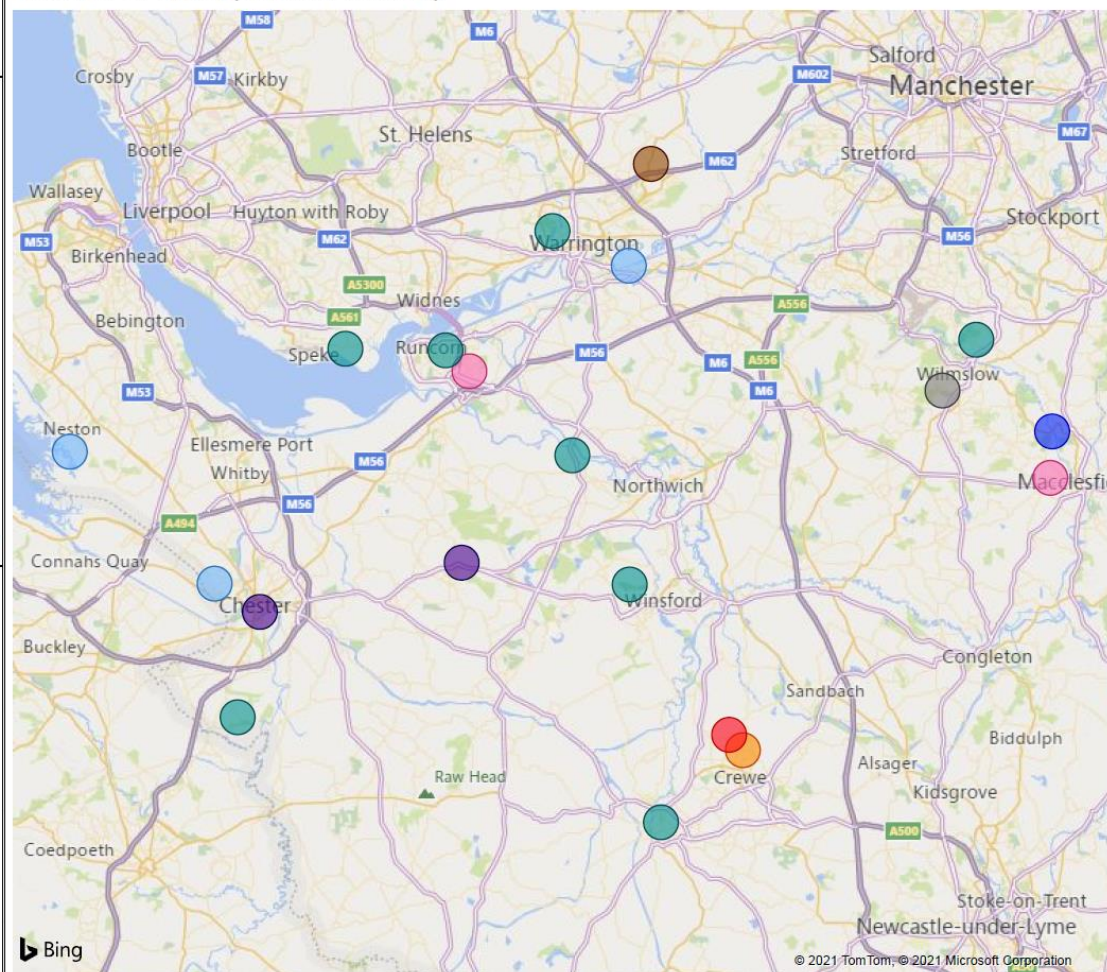 M58
M6
Salford
Crosby
M57
Kirkby
M602
Manchester
St. Helens
M67
Bootle
M62
Stretford
Wallasey
Liverpool
Huyton with Roby
Stockport
M53
M62
Warrington
M56
Birkenhead
A5300
Widnes
A556
Bebington
A561
Speke
Runcorn
M56
M6
A556
Wilmslow
M53
M6
Neston
Ellesmere Port
M56
Whitby
Northwich
Macclesfi
M56
A494
Connahs Quay
Chester
Winsford
Buckley
Congleton
Sandbach
Biddulph
Raw Head
Crewe
Alsager
Kidsgrove
A500
Coedpoeth
Stoke-on-Trent
Newcastle-under-Lyme
Bing
© 2021 TomTom, © 2021 Microsoft Corporation